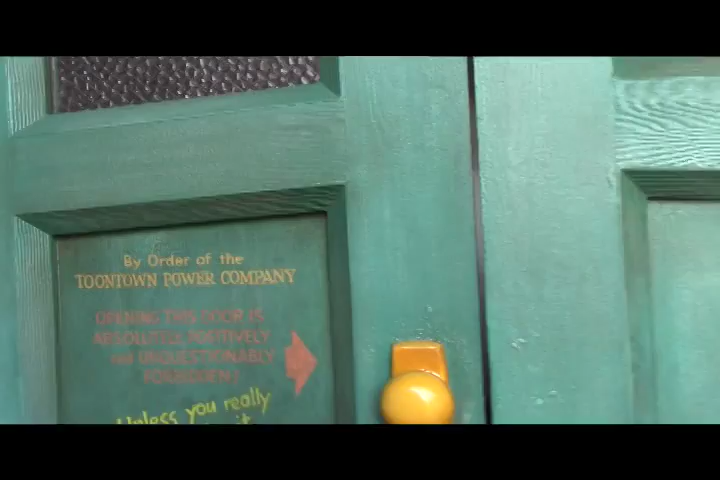 By Order of the
TOONTOWN POWER COMPANY
OPENING THIS DOOR IS
ABSOLUTELY, POSITIVELY
AND UNQUESTIONABLY
FORBIDDEN!
Unless you really